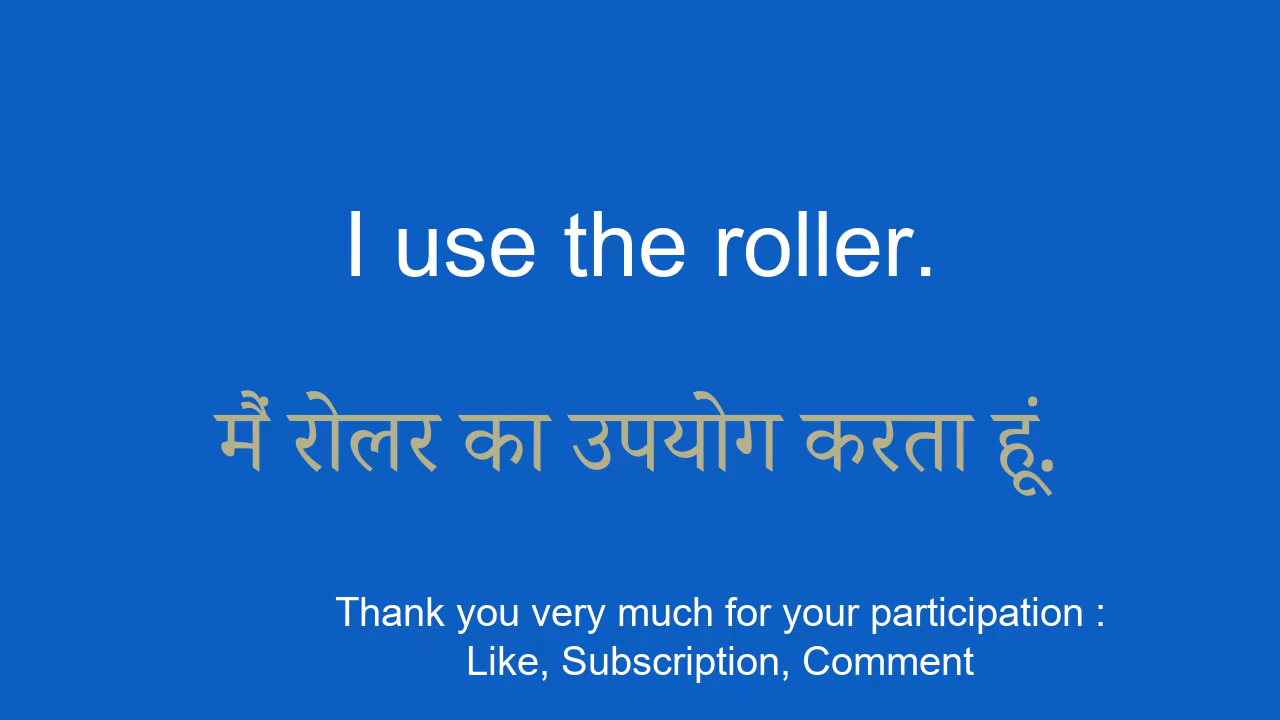 I use the roller.
मैं रोलर का उपयोग करता हूं.
Thank you very much for your participation :
Like, Subscription, Comment